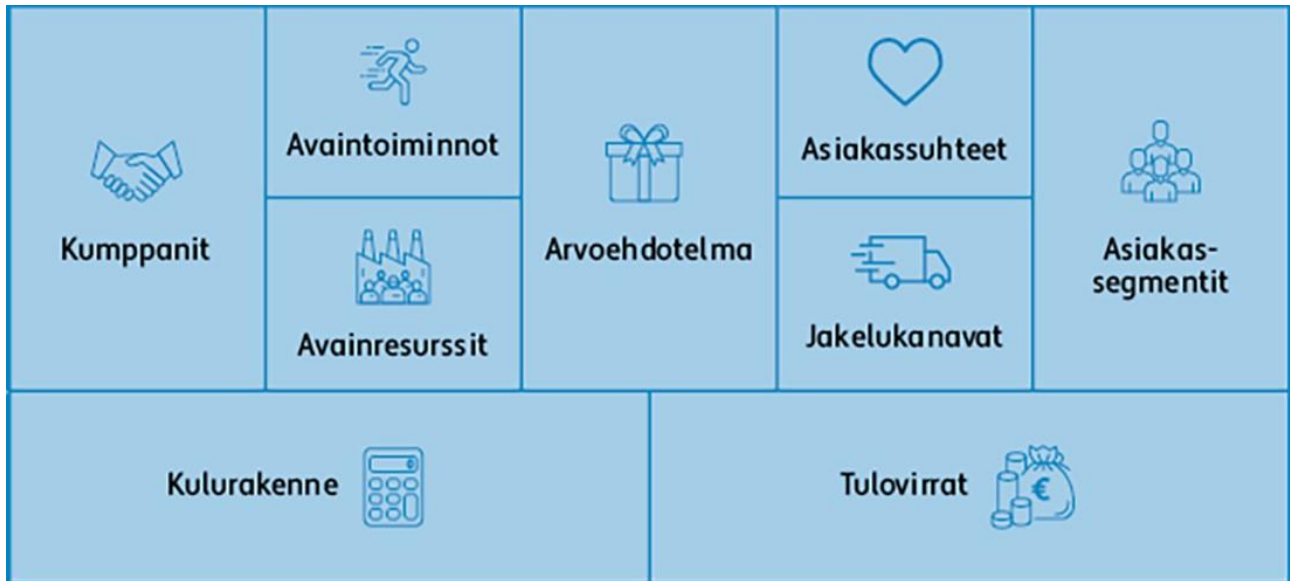 Kumppanit
Avaintoiminnot
Avainresurssit
Arvoehdotelma
Asiakassuhteet
Jakelukanavat
Asiakas-
segmentit
Kulurakenne
Tulovirrat
€